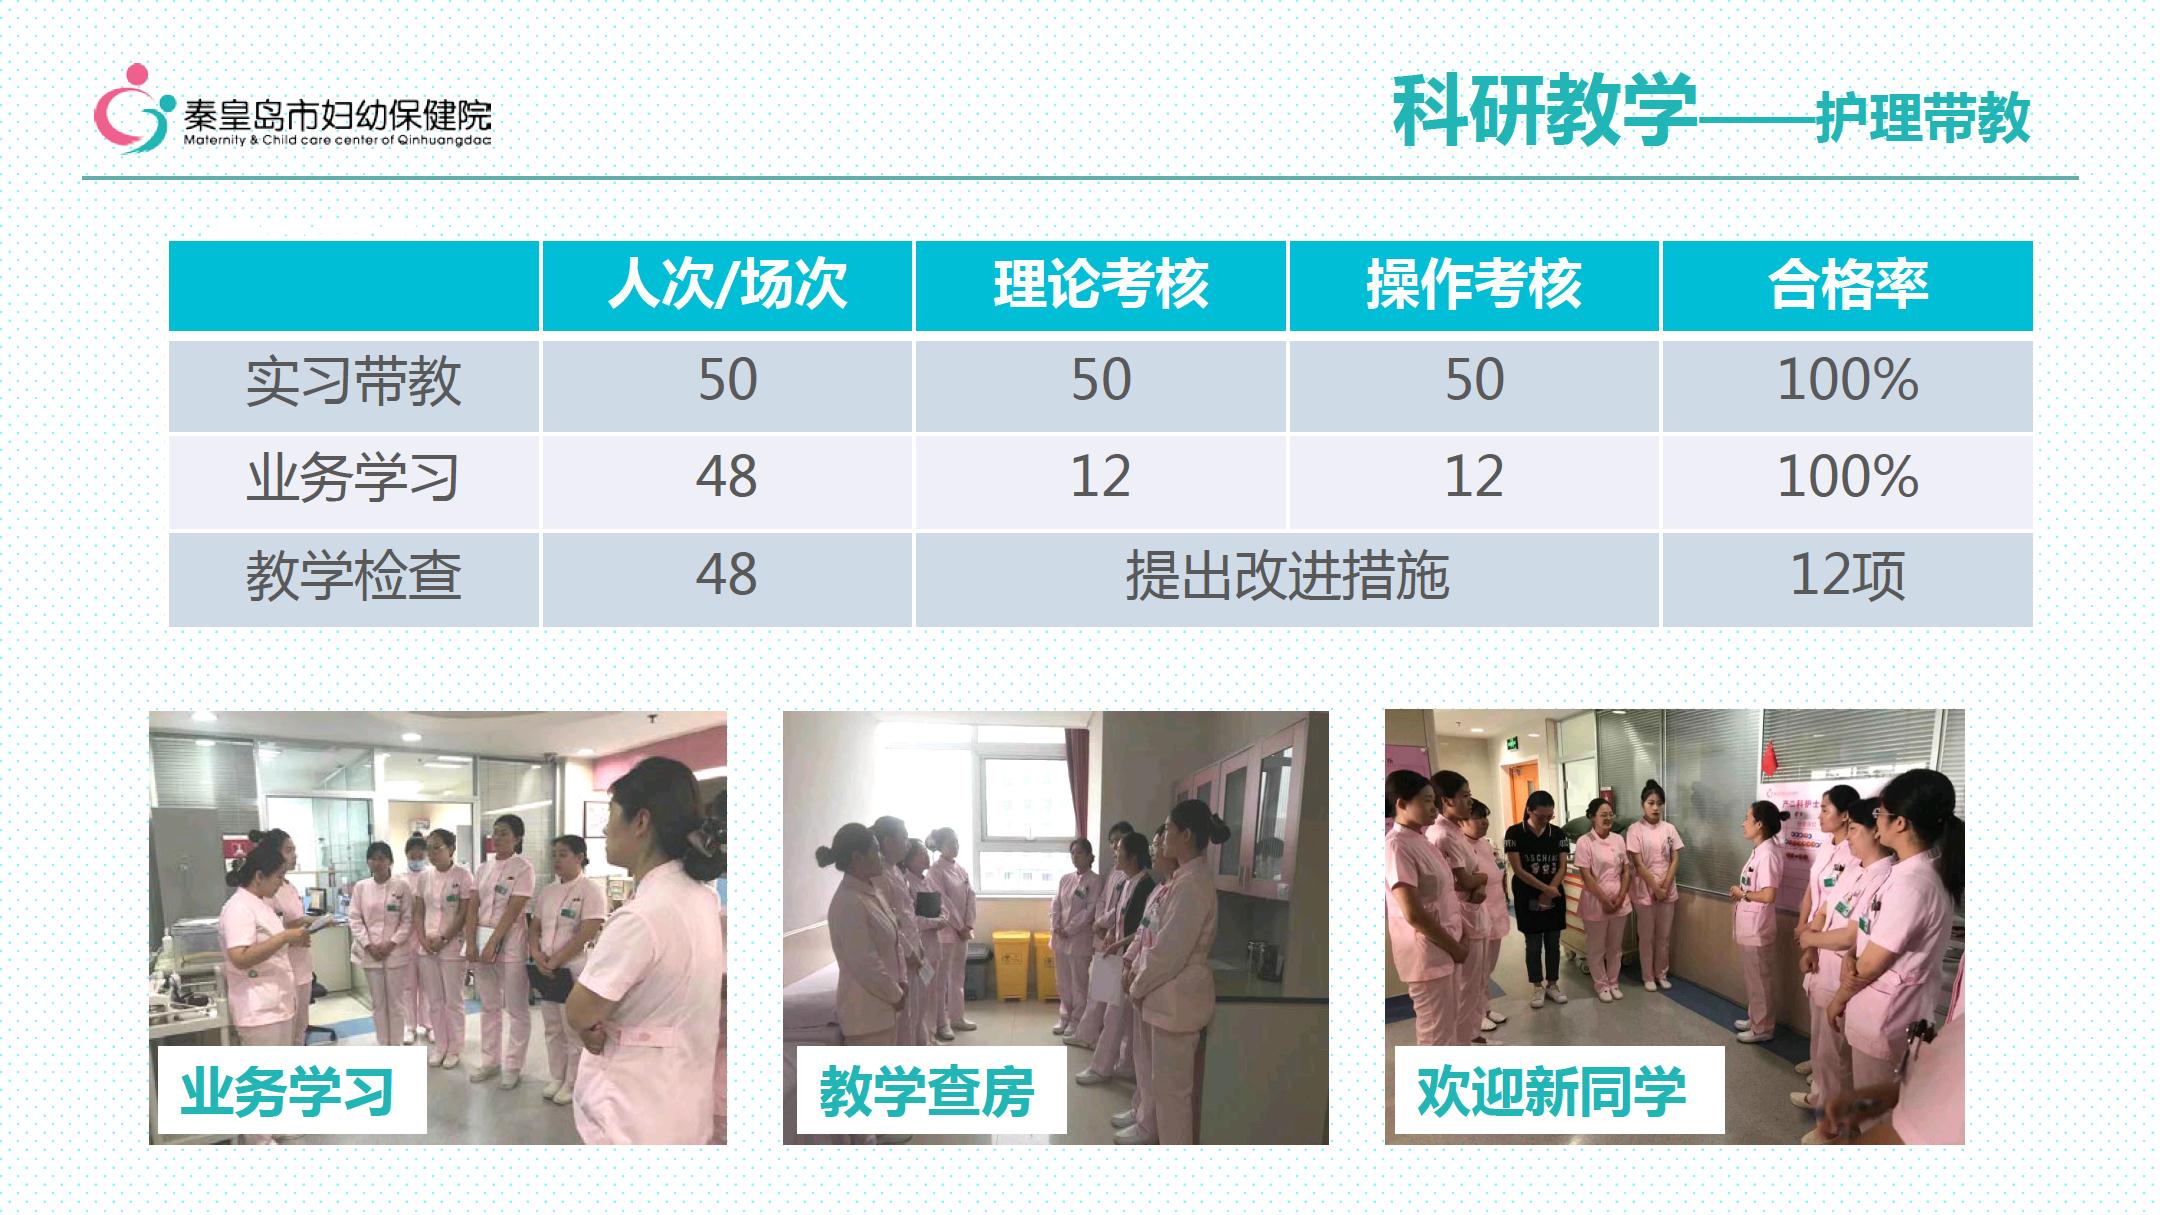 秦皇岛市妇幼保健院
Maternity & Child care center of Qinhuangdao
科研教学——护理带教
人次/场次 理论考核 操作考核 合格率
实习带教 50 50 50 100%
业务学习 48 12 12 100%
教学检查 48 提出改进措施 12项
业务学习
教学查房
欢迎新同学